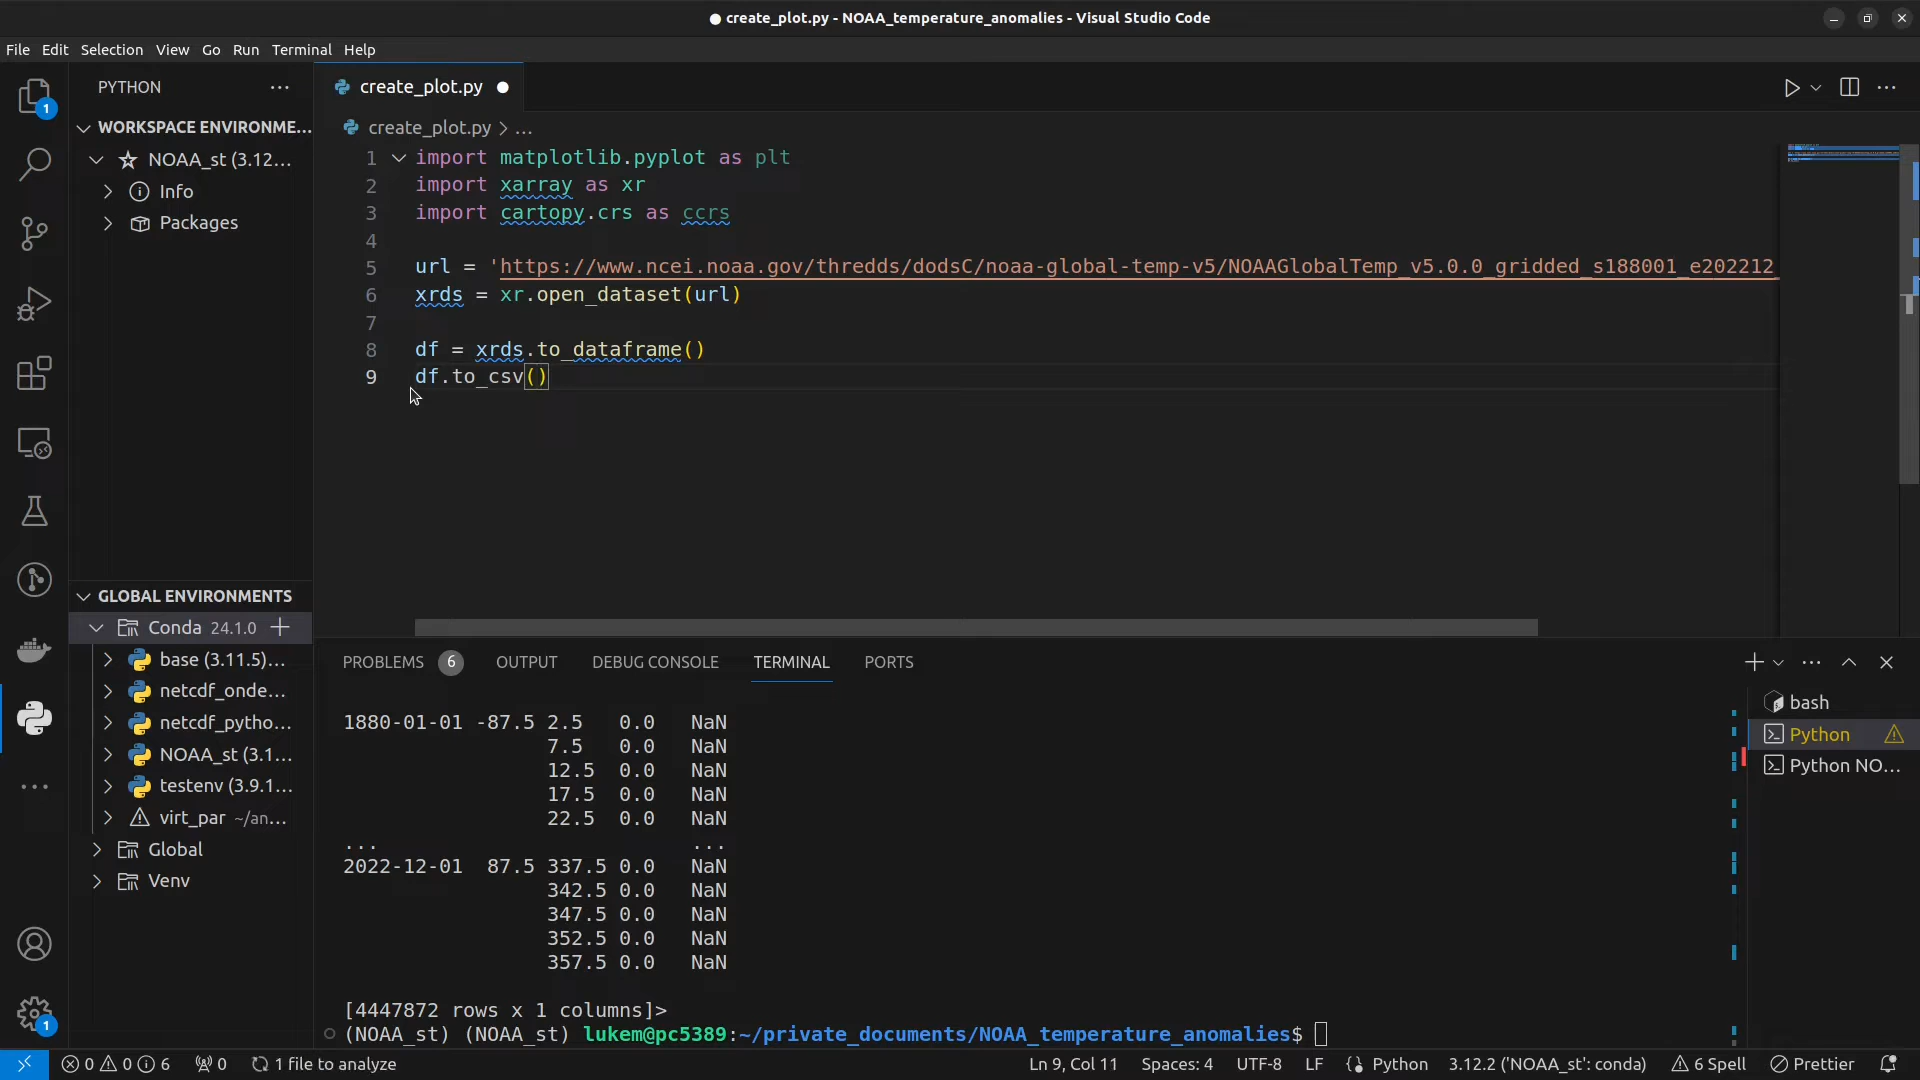 create_plot.py - NOAA_temperature_anomalies - Visual Studio Code
File Edit Selection View Go Run Terminal Help
1
PYTHON
WORKSPACE ENVIRONME...
NOAA_st (3.12...
Info
Packages
create_plot.py
create_plot.py > ...
1 import matplotlib.pyplot as plt
2 import xarray as xr
3 import cartopy.crs as ccrs
4
5 url = 'https://www.ncei.noaa.gov/thredds/dodsC/noaa-global-temp-v5/NOAAGlobalTemp_v5.0.0_gridded_s188001_e202212_
6 xrds = xr.open_dataset(url)
7
8 df = xrds.to_dataframe()
9 df.to_csv()
GLOBAL ENVIRONMENTS
Conda 24.1.0
base (3.11.5)...
netcdf_onde...
netcdf_pytho...
NOAA_st (3.1...
testenv (3.9.1...
virt_par ~/an...
Global
Venv
1
PROBLEMS 6 OUTPUT DEBUG CONSOLE TERMINAL PORTS
1880-01-01 -87.5 2.5 0.0 NaN
7.5 0.0 NaN
12.5 0.0 NaN
17.5 0.0 NaN
22.5 0.0 NaN
... ...
2022-12-01 87.5 337.5 0.0 NaN
342.5 0.0 NaN
347.5 0.0 NaN
352.5 0.0 NaN
357.5 0.0 NaN
[4447872 rows x 1 columns]>
(NOAA_st) (NOAA_st) lukem@pc5389:~/private_documents/NOAA_temperature_anomalies$
bash
Python
Python NO...
0 0 6 0 1 file to analyze Ln 9, Col 11 Spaces: 4 UTF-8 LF Python 3.12.2 ('NOAA_st': conda) 6 Spell Prettier